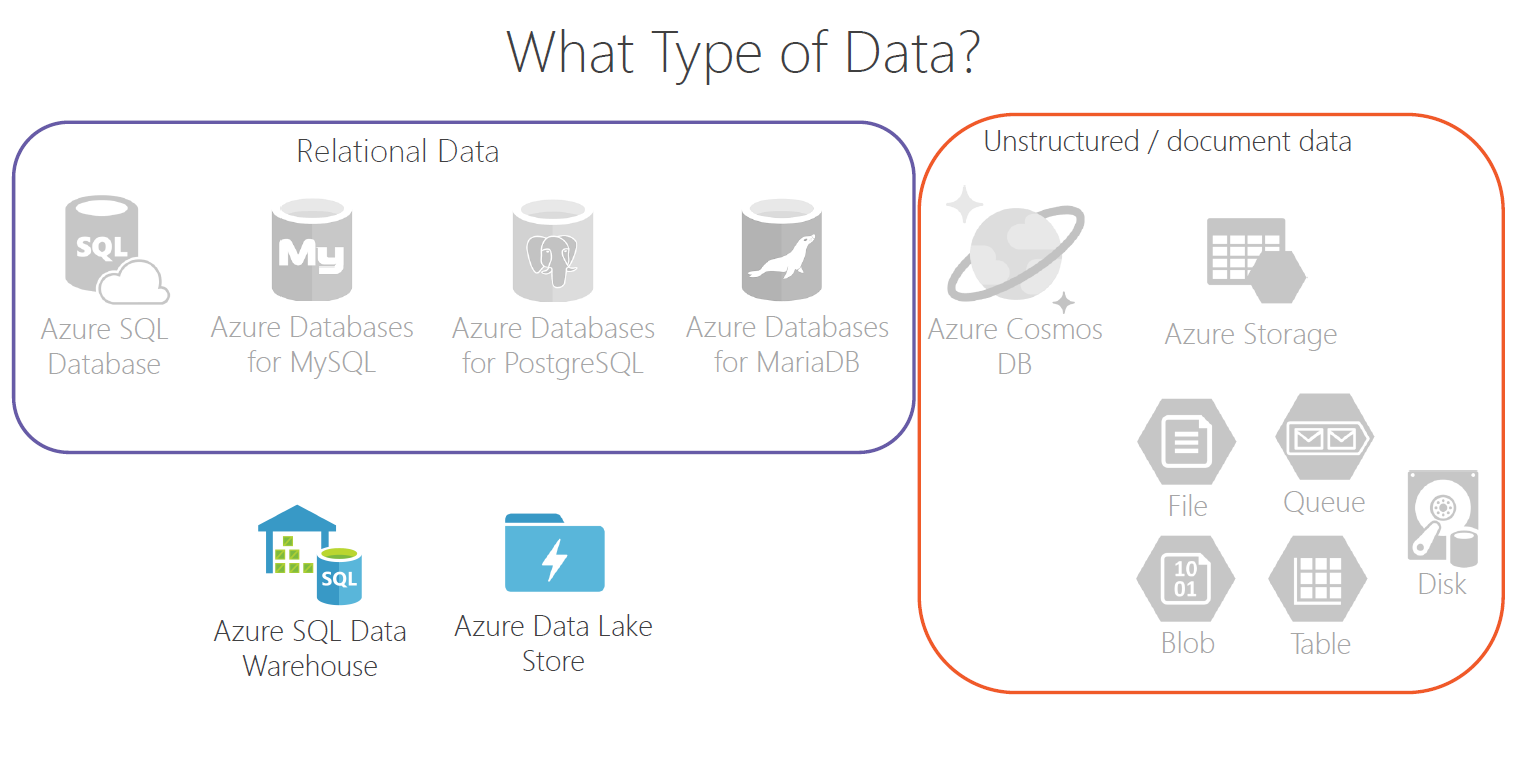 What Type of Data?
Relational Data
SQL
Azure SQL
Database
My
Azure Databases
for MySQL
Azure Databases
for PostgreSQL
Azure Databases
for MariaDB
Unstructured / document data
Azure Cosmos
DB
Azure Storage
File
Queue
10
01
Blob
Table
Disk
SQL
Azure SQL Data
Warehouse
Azure Data Lake
Store